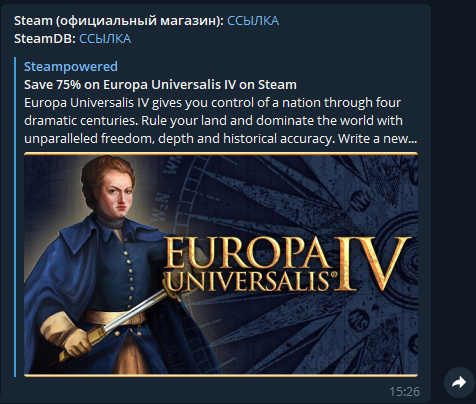 Steam (официальный магазин): ССЫЛКА
SteamDB: ССЫЛКА
Steampowered
Save 75% on Europa Universalis IV on Steam
Europa Universalis IV gives you control of a nation through four
dramatic centuries. Rule your land and dominate the world with
unparalleled freedom, depth and historical accuracy. Write a new...
EUROPA
UNIVERSALIS IV
15:26